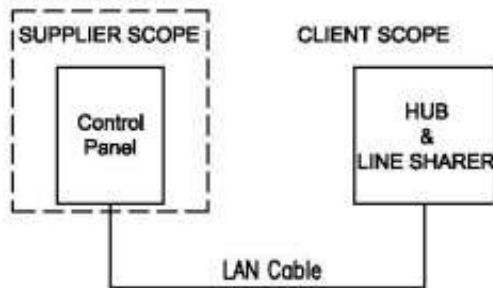 SUPPLIER SCOPE
CLIENT SCOPE
Control
Panel
HUB
&
LINE SHARER
LAN Cable